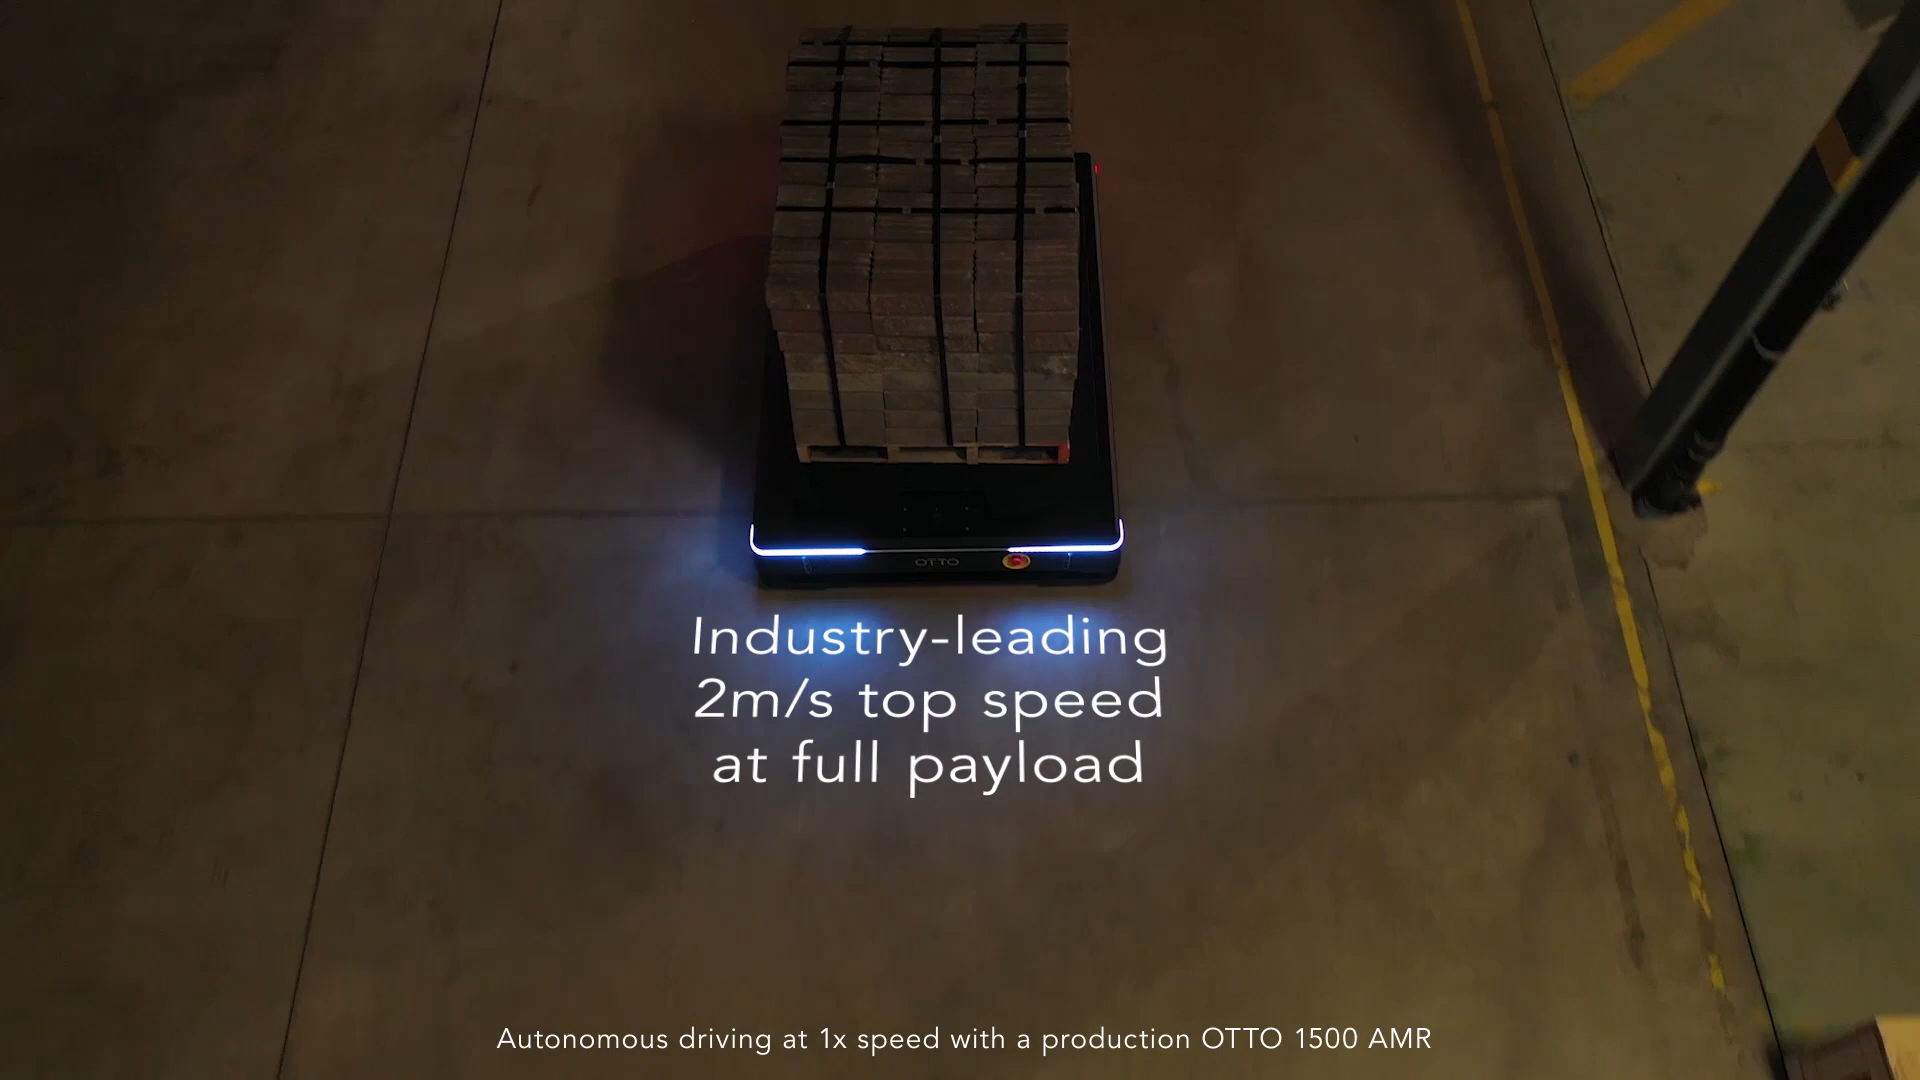 OTTO
Industry-leading
2m/s top speed
at full payload
Autonomous driving at 1x speed with a production OTTO 1500 AMR